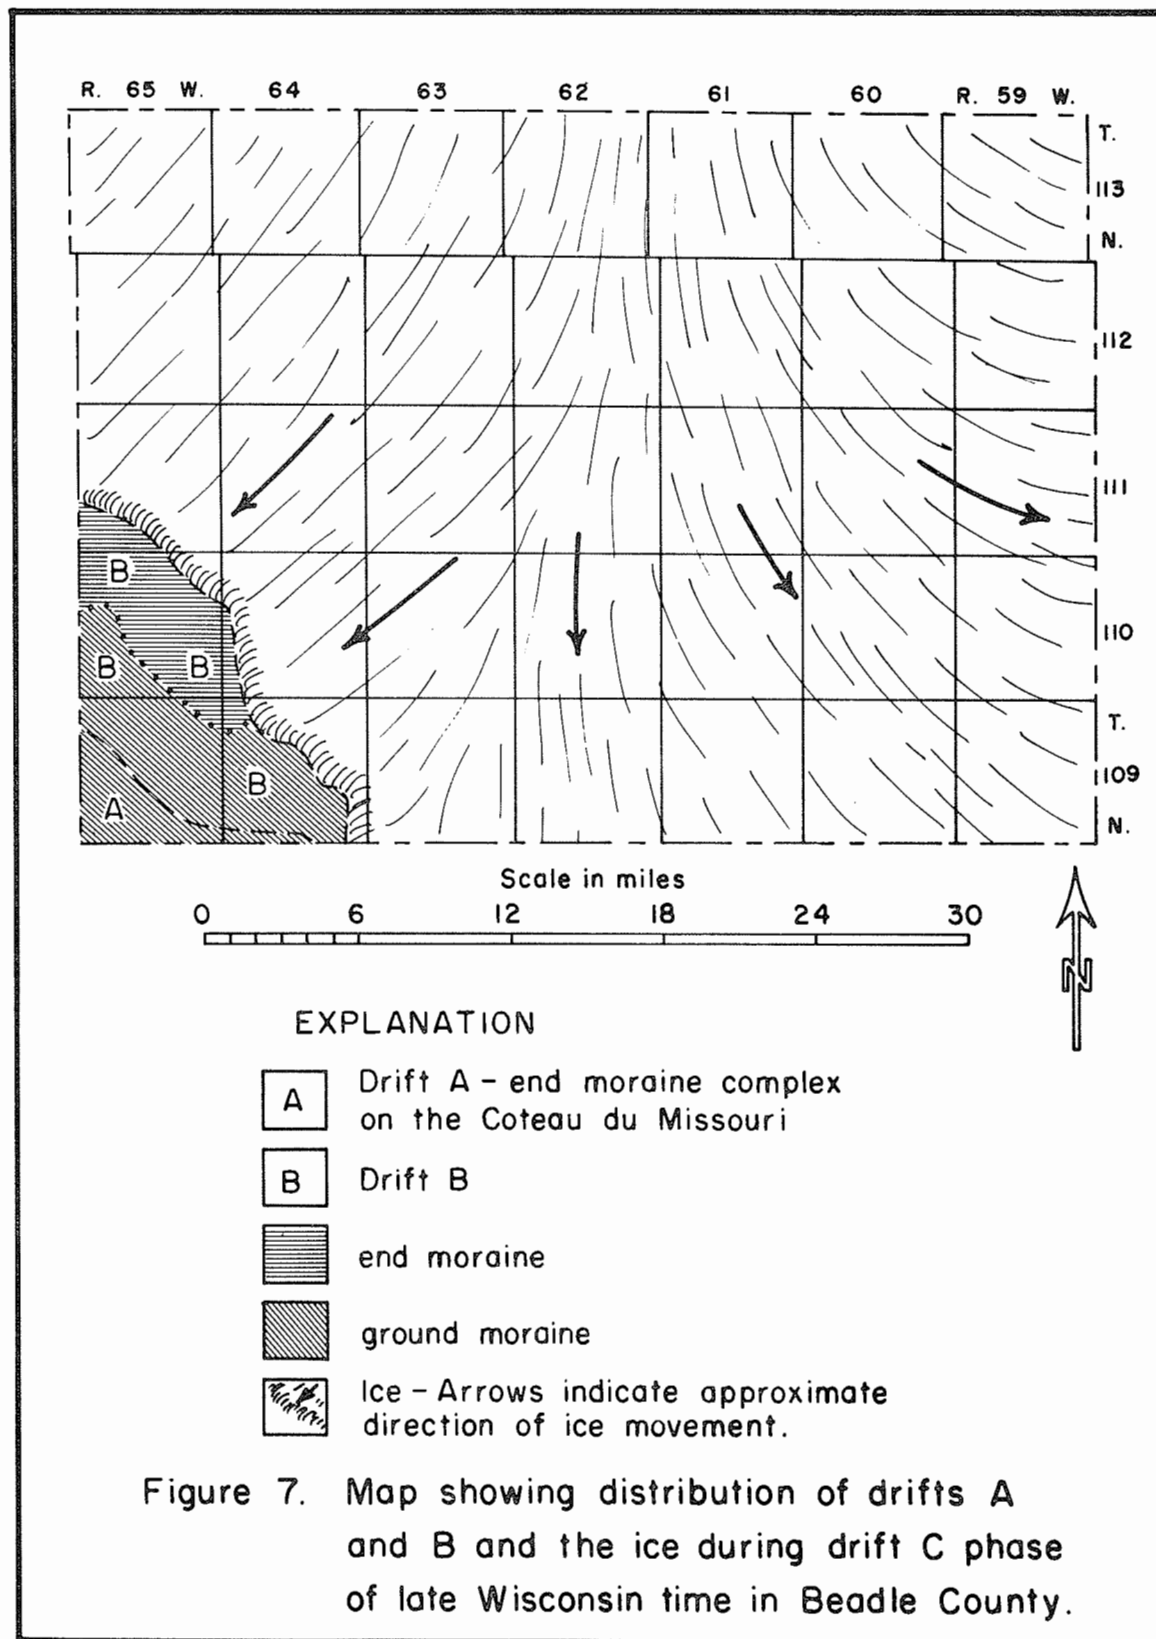 R. 65 W. 64 63 62 61 60 R. 59 W.
T.
113
N.
112
111
110
T.
109
N.
B
B
B
B
A
Scale in miles
0 6 12 18 24 30
N
EXPLANATION
A Drift A – end moraine complex
on the Coteau du Missouri
B Drift B
end moraine
ground moraine
Ice – Arrows indicate approximate
direction of ice movement.
Figure 7. Map showing distribution of drifts A
and B and the ice during drift C phase
of late Wisconsin time in Beadle County.